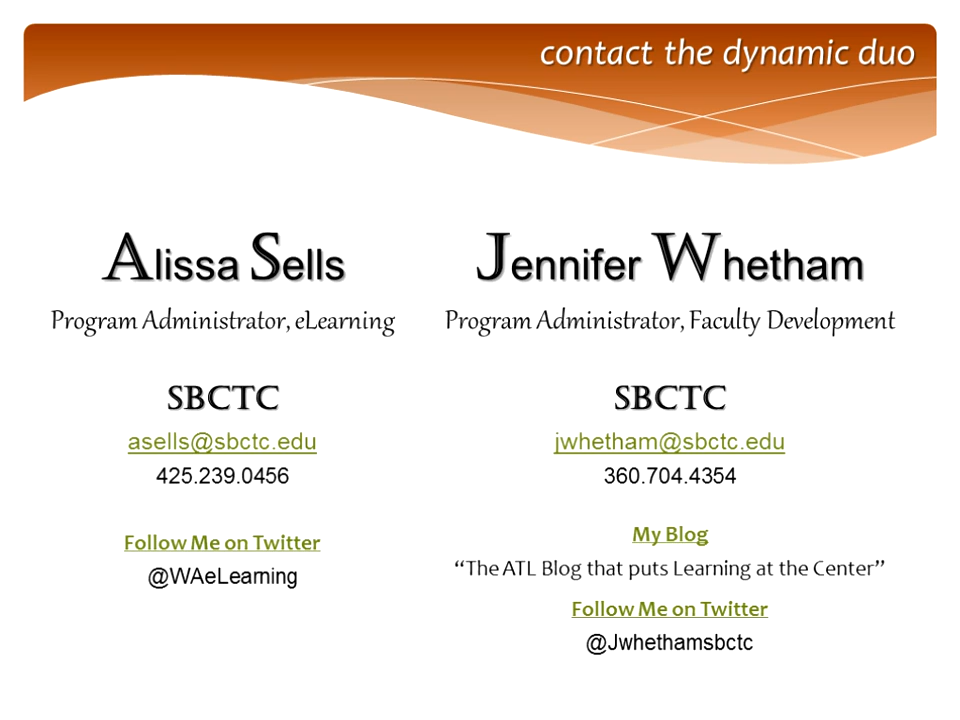 contact the dynamic duo
Alissa Sells
Program Administrator, eLearning
SBCTC
asells@sbctc.edu
425.239.0456
Follow Me on Twitter
@WAeLearning
Jennifer Whetham
Program Administrator, Faculty Development
SBCTC
jwhetham@sbctc.edu
360.704.4354
My Blog
“The ATL Blog that puts Learning at the Center”
Follow Me on Twitter
@Jwhethamsbctc